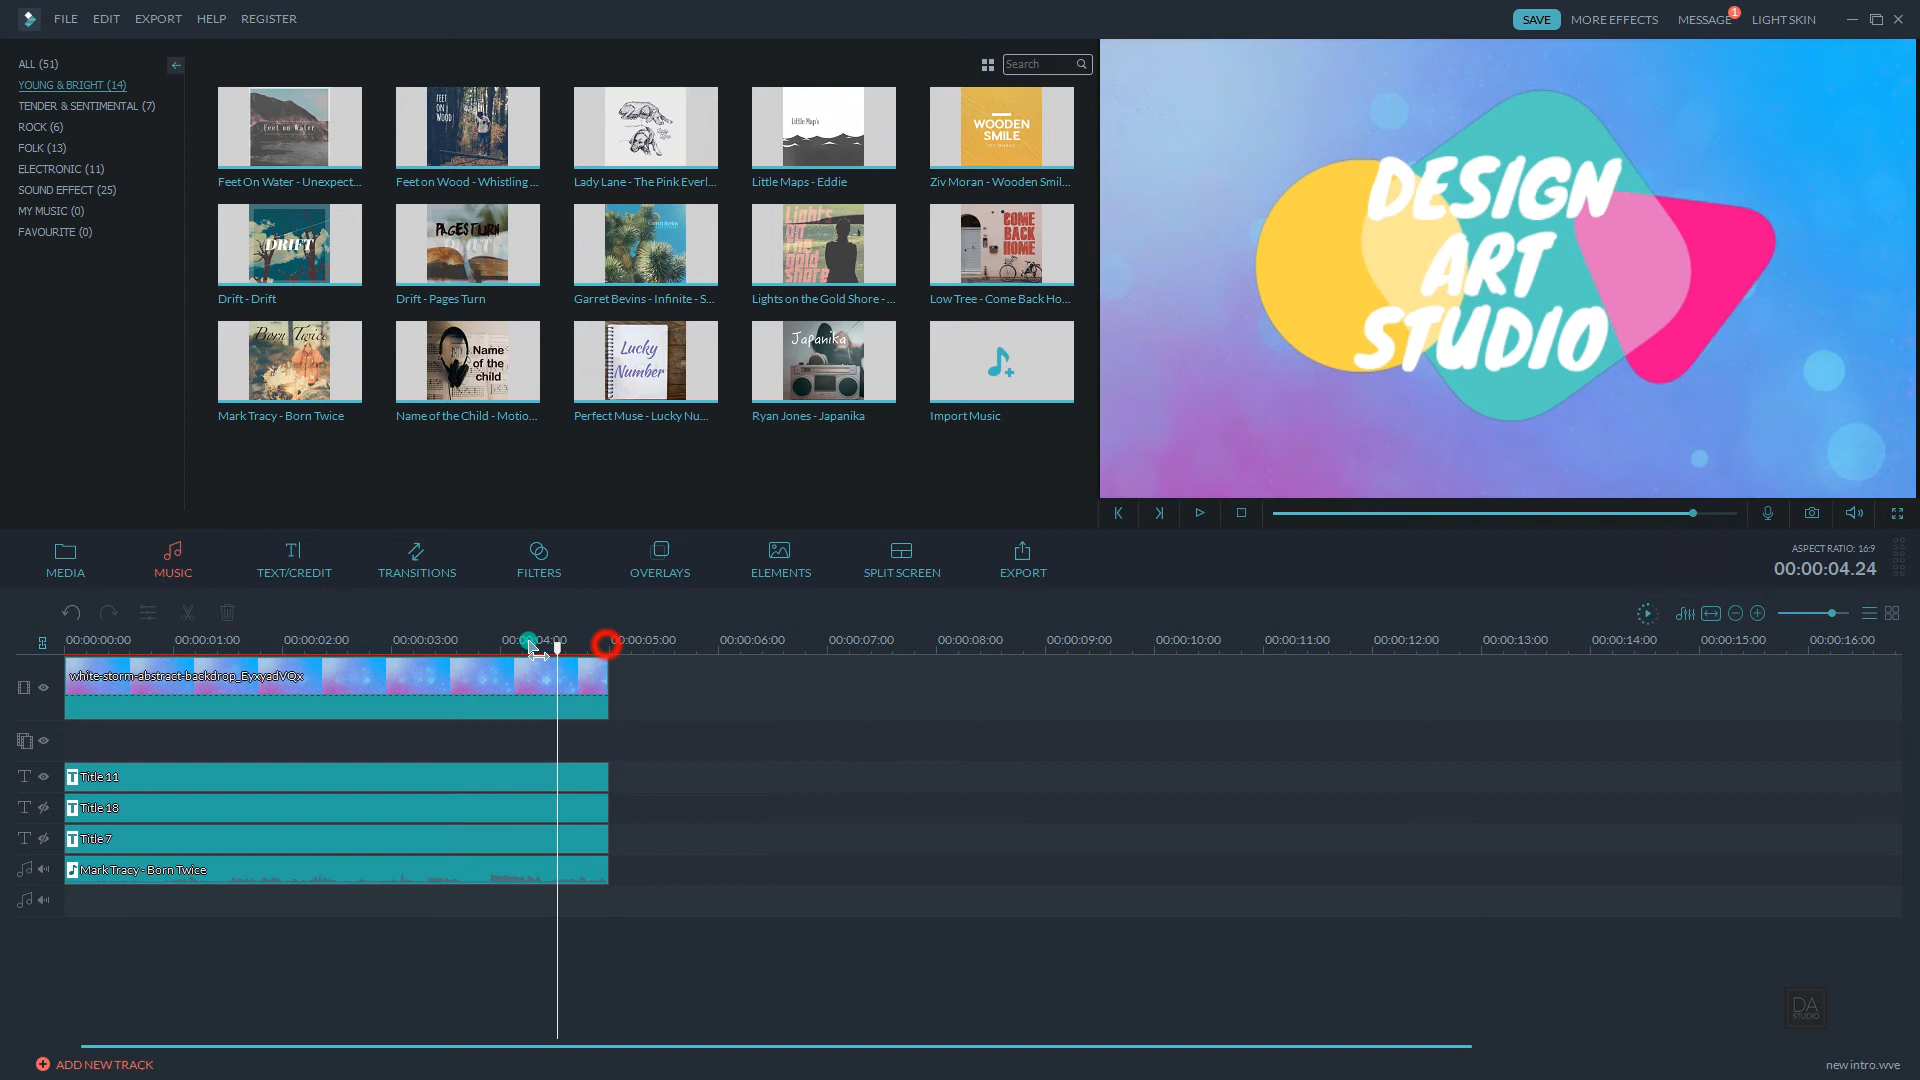 FILE EDIT EXPORT HELP REGISTER
SAVE MORE EFFECTS MESSAGE 1 LIGHT SKIN
ALL (51)
YOUNG & BRIGHT (14)
TENDER & SENTIMENTAL (7)
ROCK (6)
FOLK (13)
ELECTRONIC (11)
SOUND EFFECT (25)
MY MUSIC (0)
FAVOURITE (0)
Search
Feet on Water
FEET ON WOOD
Little Map's
WOODEN SMILE
Feet On Water - Unexpect...
Feet on Wood - Whistling ...
Lady Lane - The Pink Everl...
Little Maps - Eddie
Ziv Moran - Wooden Smil...
DRIFT
PAGES TURN
DRIFT
Lights on the gold shore
COME BACK HOME
Drift - Drift
Drift - Pages Turn
Garret Bevins - Infinite - S...
Lights on the Gold Shore - ...
Low Tree - Come Back Ho...
Born Twice
Name of the child
Lucky Number
Japanika
Mark Tracy - Born Twice
Name of the Child - Motio...
Perfect Muse - Lucky Nu...
Ryan Jones - Japanika
Import Music
DESIGN
ART
STUDIO
MEDIA MUSIC TEXT/CREDIT TRANSITIONS FILTERS OVERLAYS ELEMENTS SPLIT SCREEN EXPORT
ASPECT RATIO: 16:9
00:00:04.24
00:00:00:00 00:00:01:00 00:00:02:00 00:00:03:00 00:00:04:00 00:00:05:00 00:00:06:00 00:00:07:00 00:00:08:00 00:00:09:00 00:00:10:00 00:00:11:00 00:00:12:00 00:00:13:00 00:00:14:00 00:00:15:00 00:00:16:00
white-storm-abstract-backdrop_EyxyadVQx
Title 11
Title 18
Title 7
Mark Tracy - Born Twice
DA
STUDIO
ADD NEW TRACK
new intro.wve